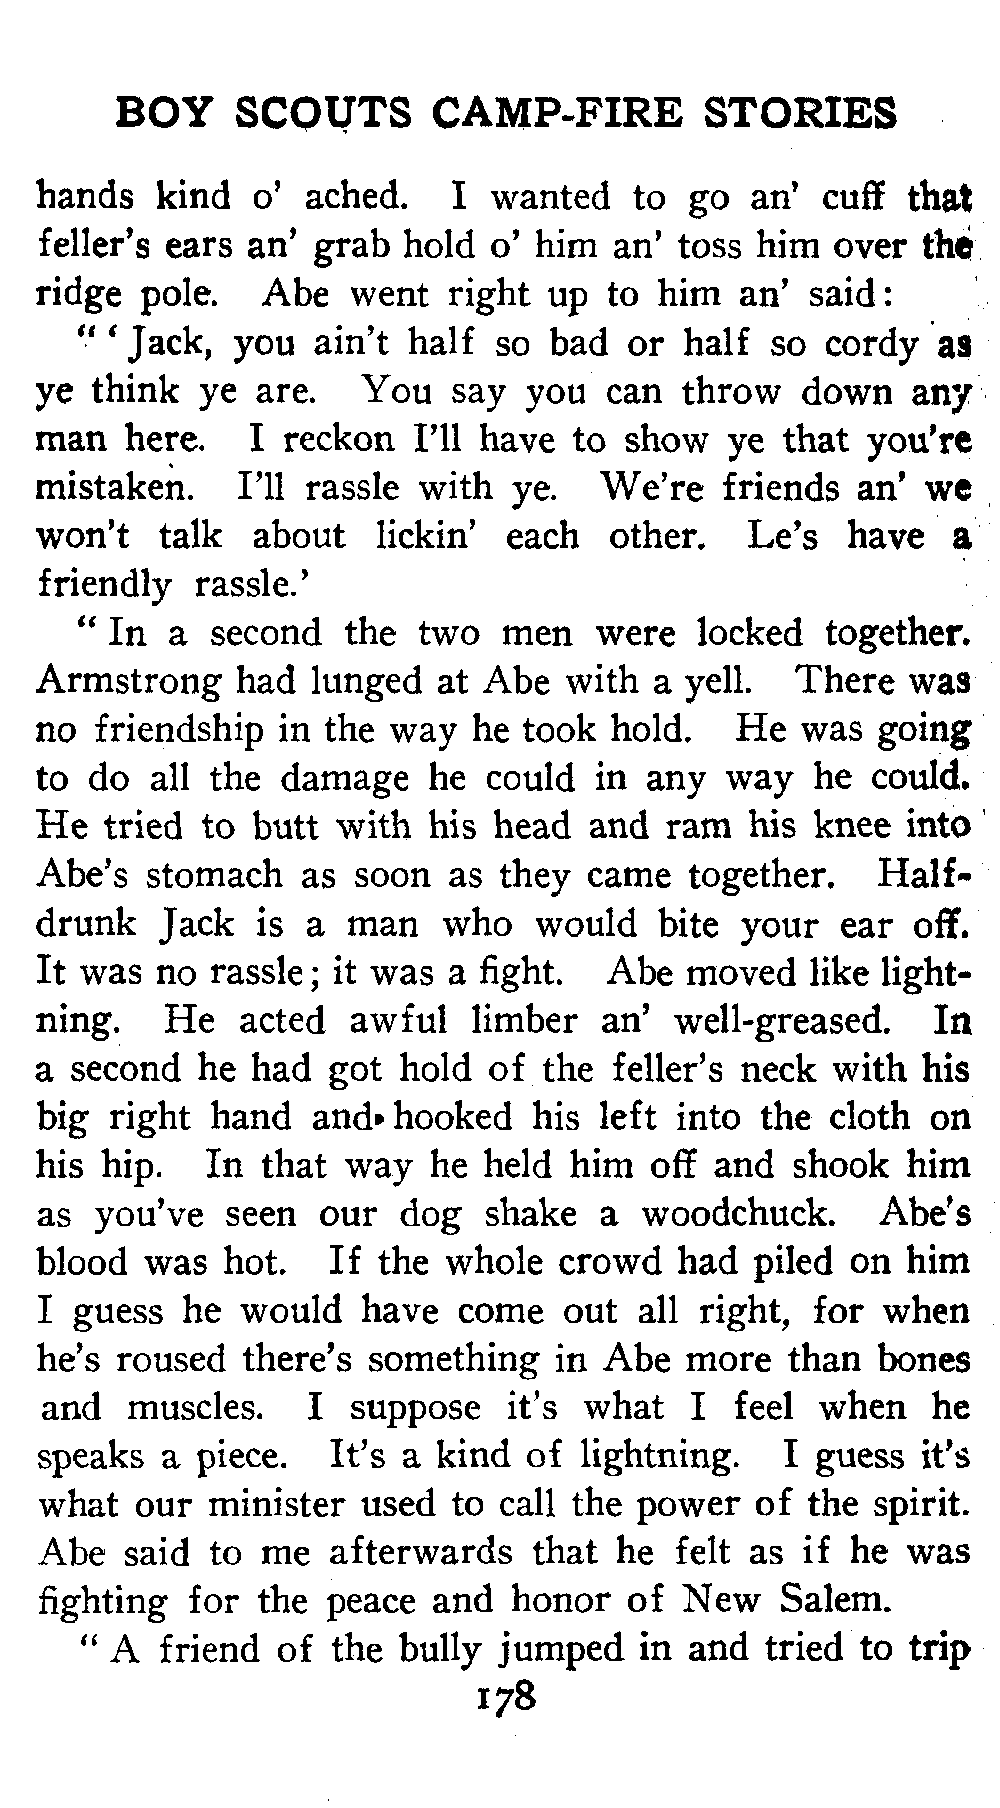 BOY SCOUTS CAMP-FIRE STORIES
hands kind o' ached. I wanted to go an' cuff that
feller's ears an' grab hold o' him an' toss him over the
ridge pole. Abe went right up to him an' said:
" 'Jack, you ain't half so bad or half so cordy as
ye think ye are. You say you can throw down any
man here. I reckon I'll have to show ye that you're
mistaken. I'll rassle with ye. We're friends an' we
won't talk about lickin' each other. Le's have a
friendly rassle.'
" In a second the two men were locked together.
Armstrong had lunged at Abe with a yell. There was
no friendship in the way he took hold. He was going
to do all the damage he could in any way he could.
He tried to butt with his head and ram his knee into
Abe's stomach as soon as they came together. Half-
drunk Jack is a man who would bite your ear off.
It was no rassle; it was a fight. Abe moved like light-
ning. He acted awful limber an' well-greased. In
a second he had got hold of the feller's neck with his
big right hand and hooked his left into the cloth on
his hip. In that way he held him off and shook him
as you've seen our dog shake a woodchuck. Abe's
blood was hot. If the whole crowd had piled on him
I guess he would have come out all right, for when
he's roused there's something in Abe more than bones
and muscles. I suppose it's what I feel when he
speaks a piece. It's a kind of lightning. I guess it's
what our minister used to call the power of the spirit.
Abe said to me afterwards that he felt as if he was
fighting for the peace and honor of New Salem.
" A friend of the bully jumped in and tried to trip
178